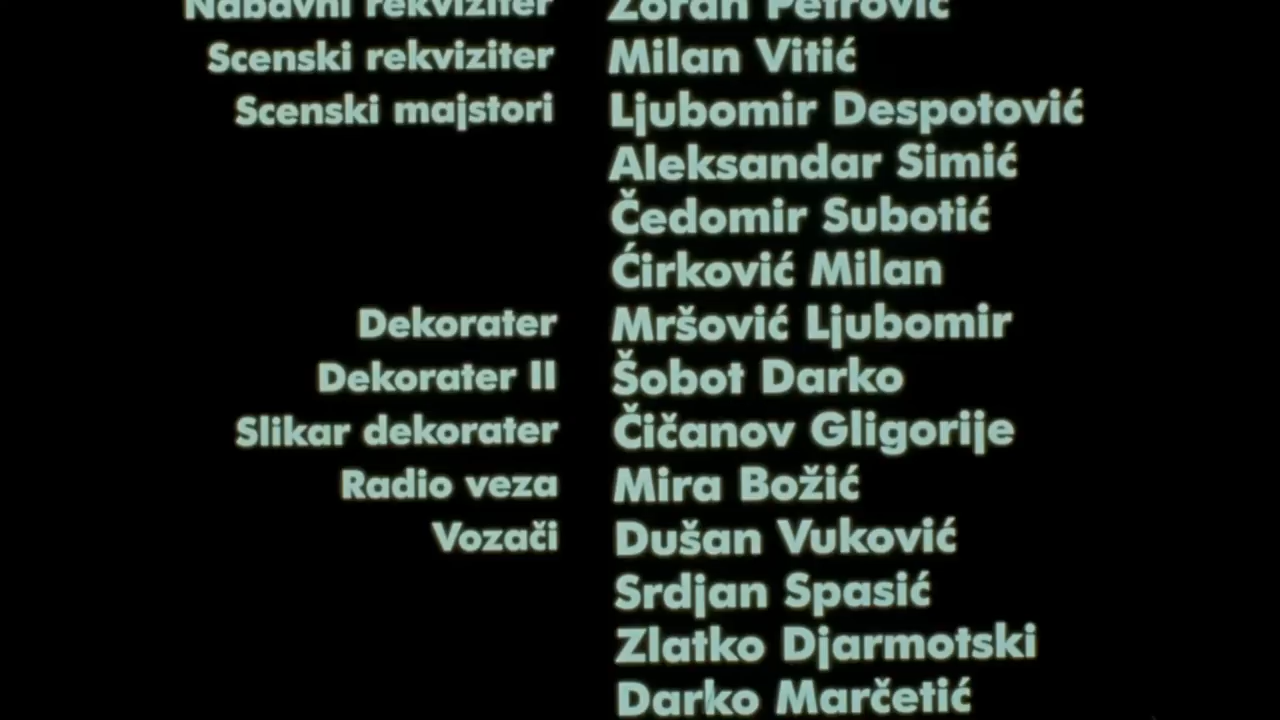 Nabavni rekviziter Zoran Petrović
Scenski rekviziter Milan Vitić
Scenski majstori Ljubomir Despotović
Aleksandar Simić
Čedomir Subotić
Ćirković Milan
Dekorater Mršović Ljubomir
Dekorater II Šobot Darko
Slikar dekorater Čičanov Gligorije
Radio veza Mira Božić
Vozači Dušan Vuković
Srdjan Spasić
Zlatko Djarmotski
Darko Marčetić